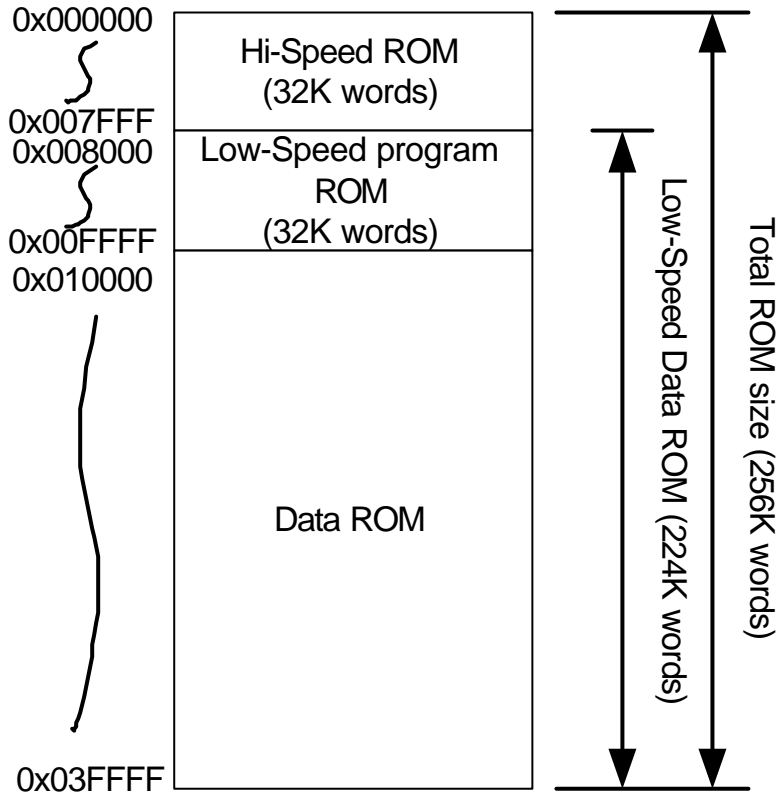 0x000000
0x007FFF
0x008000
0x00FFFF
0x010000
0x03FFFF
Hi-Speed ROM
(32K words)
Low-Speed program
ROM
(32K words)
Data ROM
Low-Speed Data ROM (224K words)
Total ROM size (256K words)